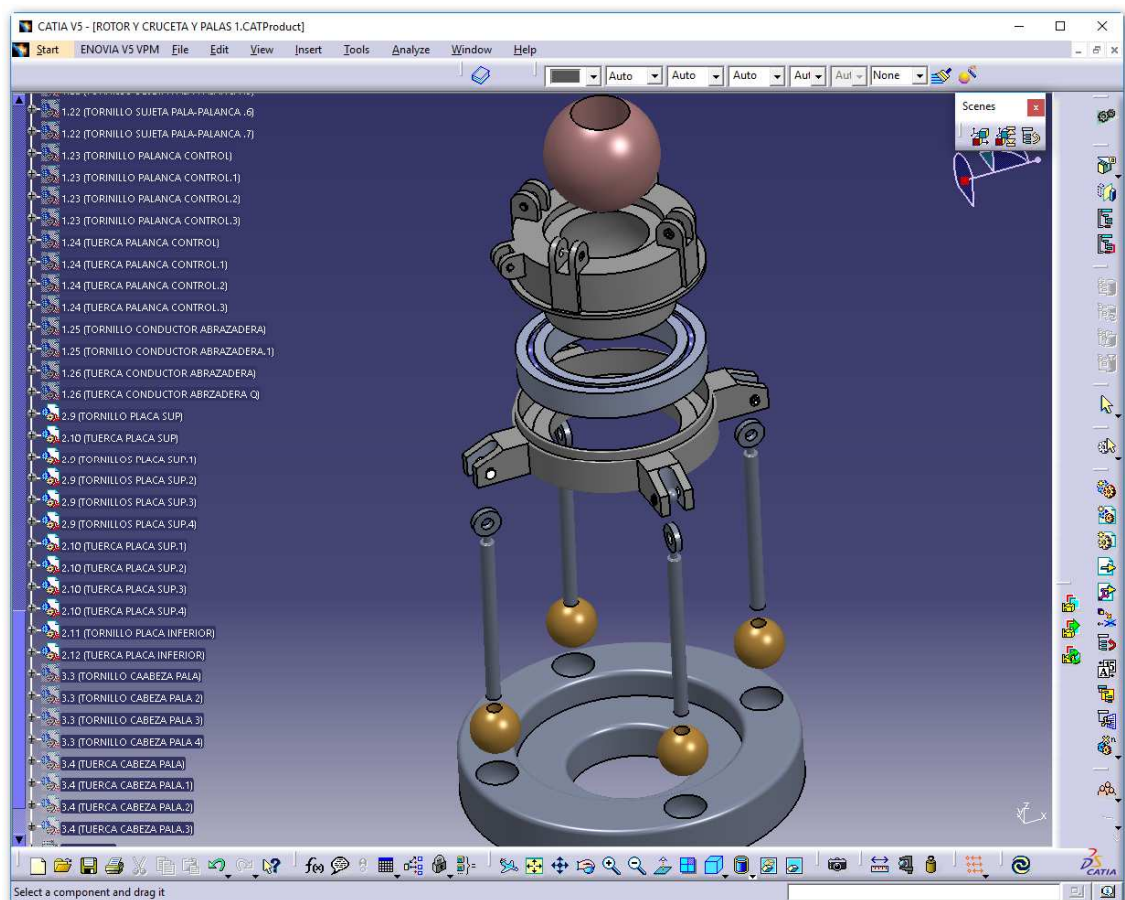 CATIA V5 - [ROTOR Y CRUCETA Y PALAS 1.CATProduct]
Start ENOVIA V5 VPM File Edit View Insert Tools Analyze Window Help
Auto Auto Auto Aut Aut None
Scenes
1.22 (TORNILLO SUJETA PALA-PALANCA .6)
1.22 (TORNILLO SUJETA PALA-PALANCA .7)
1.23 (TORINILLO PALANCA CONTROL)
1.23 (TORINILLO PALANCA CONTROL.1)
1.23 (TORINILLO PALANCA CONTROL.2)
1.23 (TORINILLO PALANCA CONTROL.3)
1.24 (TUERCA PALANCA CONTROL)
1.24 (TUERCA PALANCA CONTROL.1)
1.24 (TUERCA PALANCA CONTROL.2)
1.24 (TUERCA PALANCA CONTROL.3)
1.25 (TORNILLO CONDUCTOR ABRAZADERA)
1.25 (TORNILLO CONDUCTOR ABRAZADERA.1)
1.26 (TUERCA CONDUCTOR ABRAZADERA)
1.26 (TUERCA CONDUCTOR ABRZADERA Q)
2.9 (TORNILLO PLACA SUP)
2.10 (TUERCA PLACA SUP)
2.9 (TORNILLOS PLACA SUP.1)
2.9 (TORNILLOS PLACA SUP.2)
2.9 (TORNILLOS PLACA SUP.3)
2.9 (TORNILLOS PLACA SUP.4)
2.10 (TUERCA PLACA SUP.1)
2.10 (TUERCA PLACA SUP.2)
2.10 (TUERCA PLACA SUP.3)
2.10 (TUERCA PLACA SUP.4)
2.11 (TORNILLO PLACA INFERIOR)
2.12 (TUERCA PLACA INFERIOR)
3.3 (TORNILLO CAABEZA PALA)
3.3 (TORNILLO CABEZA PALA 2)
3.3 (TORNILLO CABEZA PALA 3)
3.3 (TORNILLO CABEZA PALA 4)
3.4 (TUERCA CABEZA PALA)
3.4 (TUERCA CABEZA PALA.1)
3.4 (TUERCA CABEZA PALA.2)
3.4 (TUERCA CABEZA PALA.3)
z
x
f(x)
CATIA
Select a component and drag it